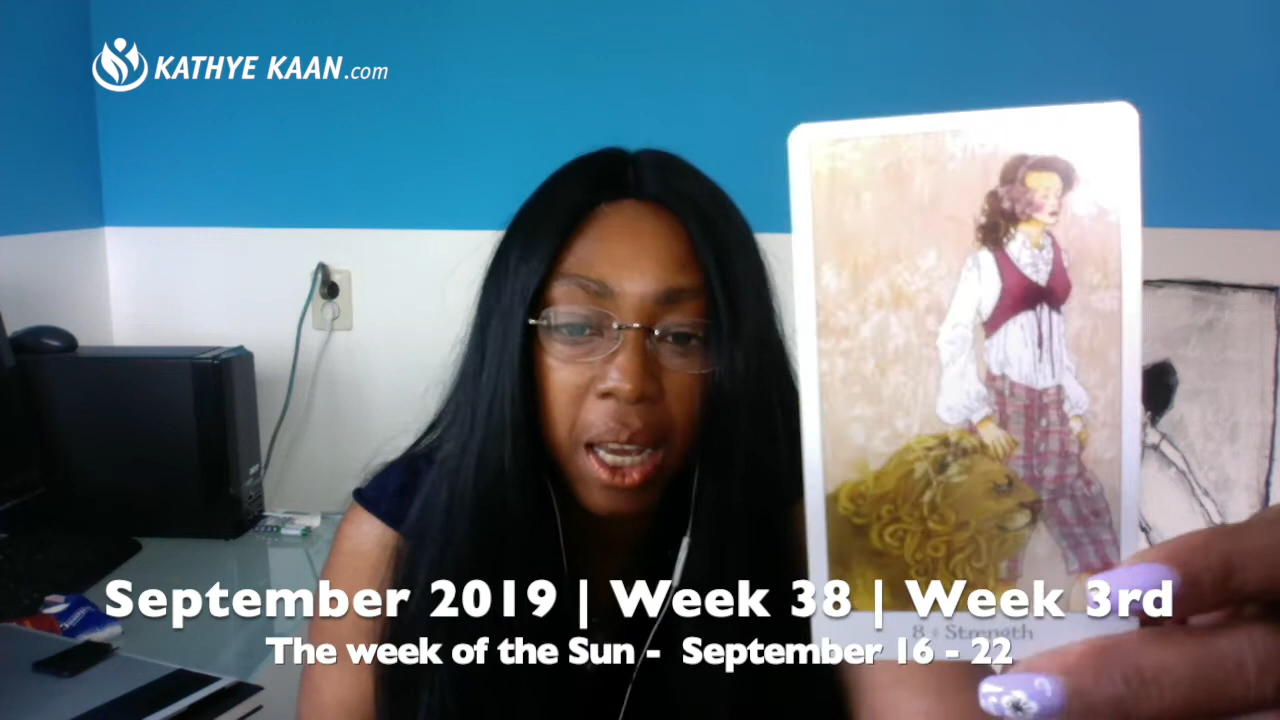 KATHYE KAAN.com
September 2019 | Week 38 | Week 3rd
The week of the Sun - September 16 - 22
8 Strength